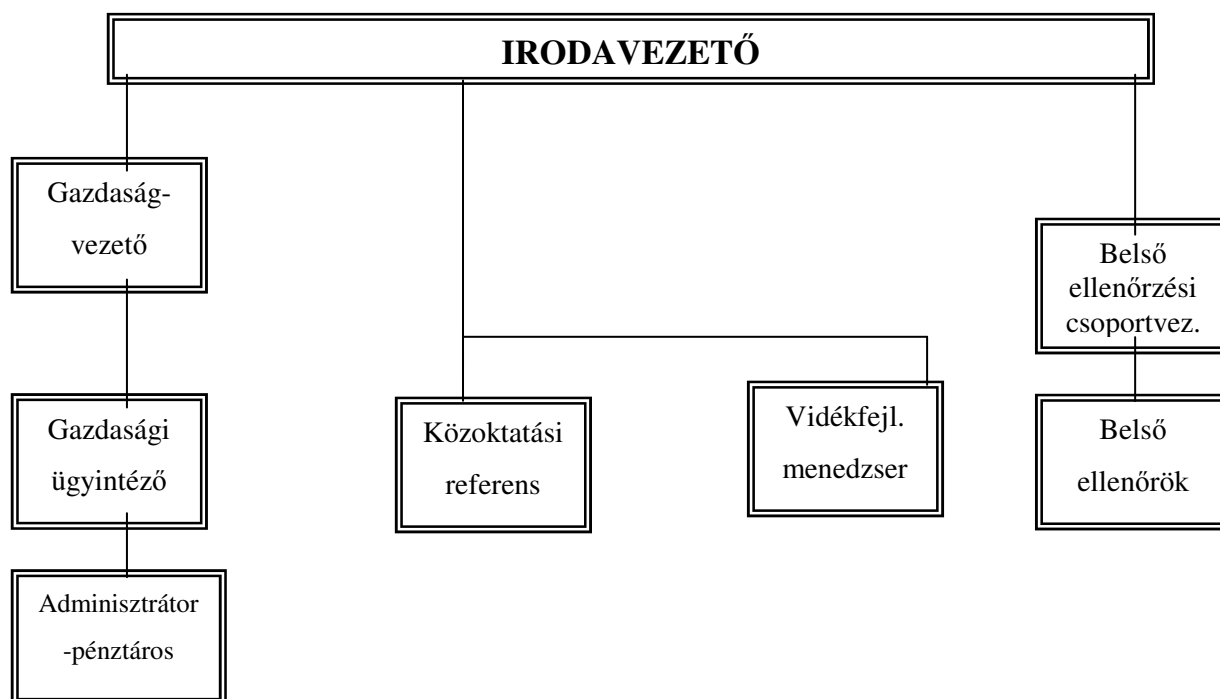 IRODAVEZETŐ
Gazdaság-
vezető
Belső
ellenőrzési
csoportvez.
Gazdasági
ügyintéző
Közoktatási
referens
Vidékfejl.
menedzser
Belső
ellenőrök
Adminisztrátor
-pénztáros